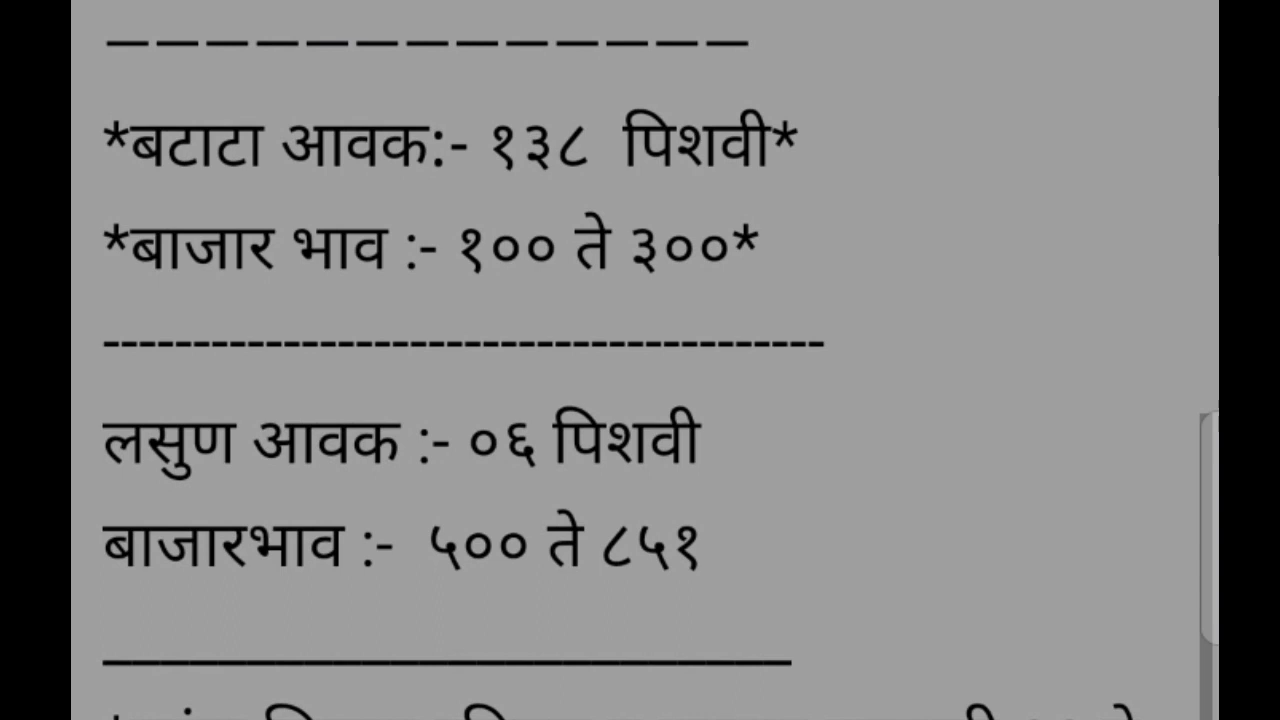 *बटाटा आवक:- १३८ पिशवी*
*बाजार भाव :- १०० ते ३००*
---------------------------------------
लसुण आवक :- ०६ पिशवी
बाजारभाव :- ५०० ते ८५१